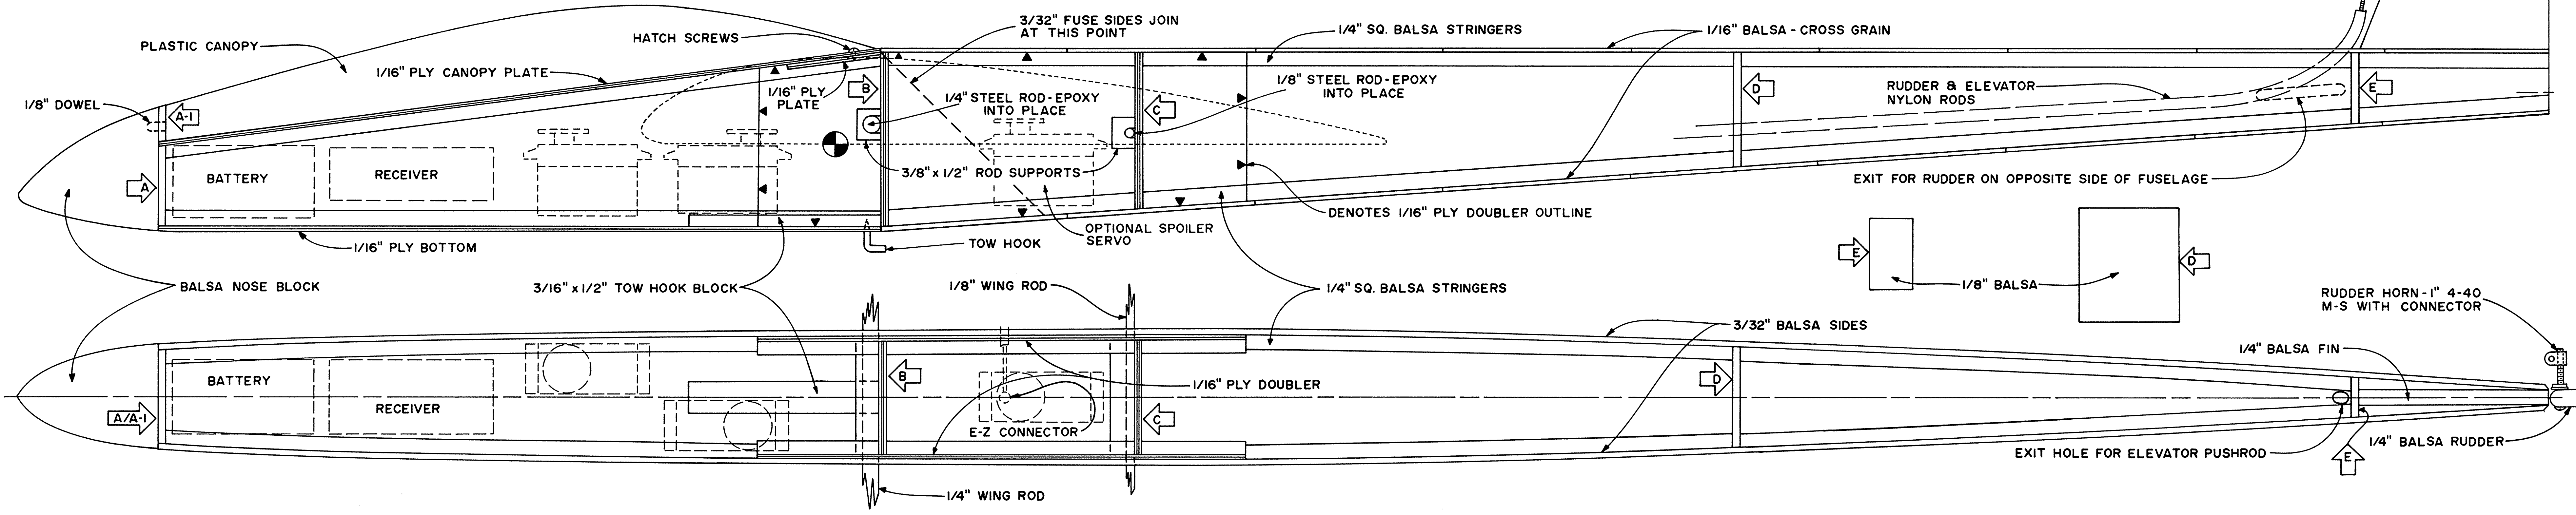 PLASTIC CANOPY
HATCH SCREWS
3/32" FUSE SIDES JOIN
AT THIS POINT
1/4" SQ. BALSA STRINGERS
1/16" BALSA - CROSS GRAIN
1/16" PLY CANOPY PLATE
1/8" DOWEL
A-1
1/16" PLY
PLATE
B
1/4" STEEL ROD-EPOXY
INTO PLACE
C
1/8" STEEL ROD-EPOXY
INTO PLACE
D
RUDDER & ELEVATOR
NYLON RODS
E
A
BATTERY
RECEIVER
3/8" x 1/2" ROD SUPPORTS
EXIT FOR RUDDER ON OPPOSITE SIDE OF FUSELAGE
DENOTES 1/16" PLY DOUBLER OUTLINE
OPTIONAL SPOILER
SERVO
TOW HOOK
1/16" PLY BOTTOM
E
D
1/8" BALSA
BALSA NOSE BLOCK
3/16" x 1/2" TOW HOOK BLOCK
1/8" WING ROD
1/4" SQ. BALSA STRINGERS
RUDDER HORN - 1" 4-40
M-S WITH CONNECTOR
3/32" BALSA SIDES
1/4" BALSA FIN
BATTERY
RECEIVER
A/A-1
B
1/16" PLY DOUBLER
D
E-Z CONNECTOR
C
1/4" BALSA RUDDER
EXIT HOLE FOR ELEVATOR PUSHROD
E
1/4" WING ROD